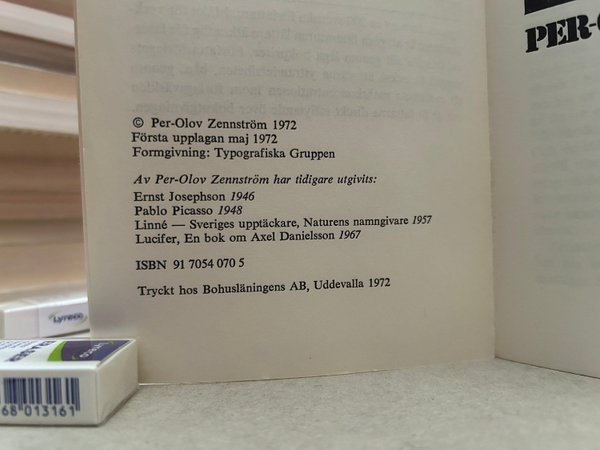 PER-
© Per-Olov Zennström 1972
Första upplagan maj 1972
Formgivning: Typografiska Gruppen
Av Per-Olov Zennström har tidigare utgivits:
Ernst Josephson 1946
Pablo Picasso 1948
Linné — Sveriges upptäckare, Naturens namngivare 1957
Lucifer, En bok om Axel Danielsson 1967
ISBN 91 7054 070 5
Tryckt hos Bohusläningens AB, Uddevalla 1972
68 013161